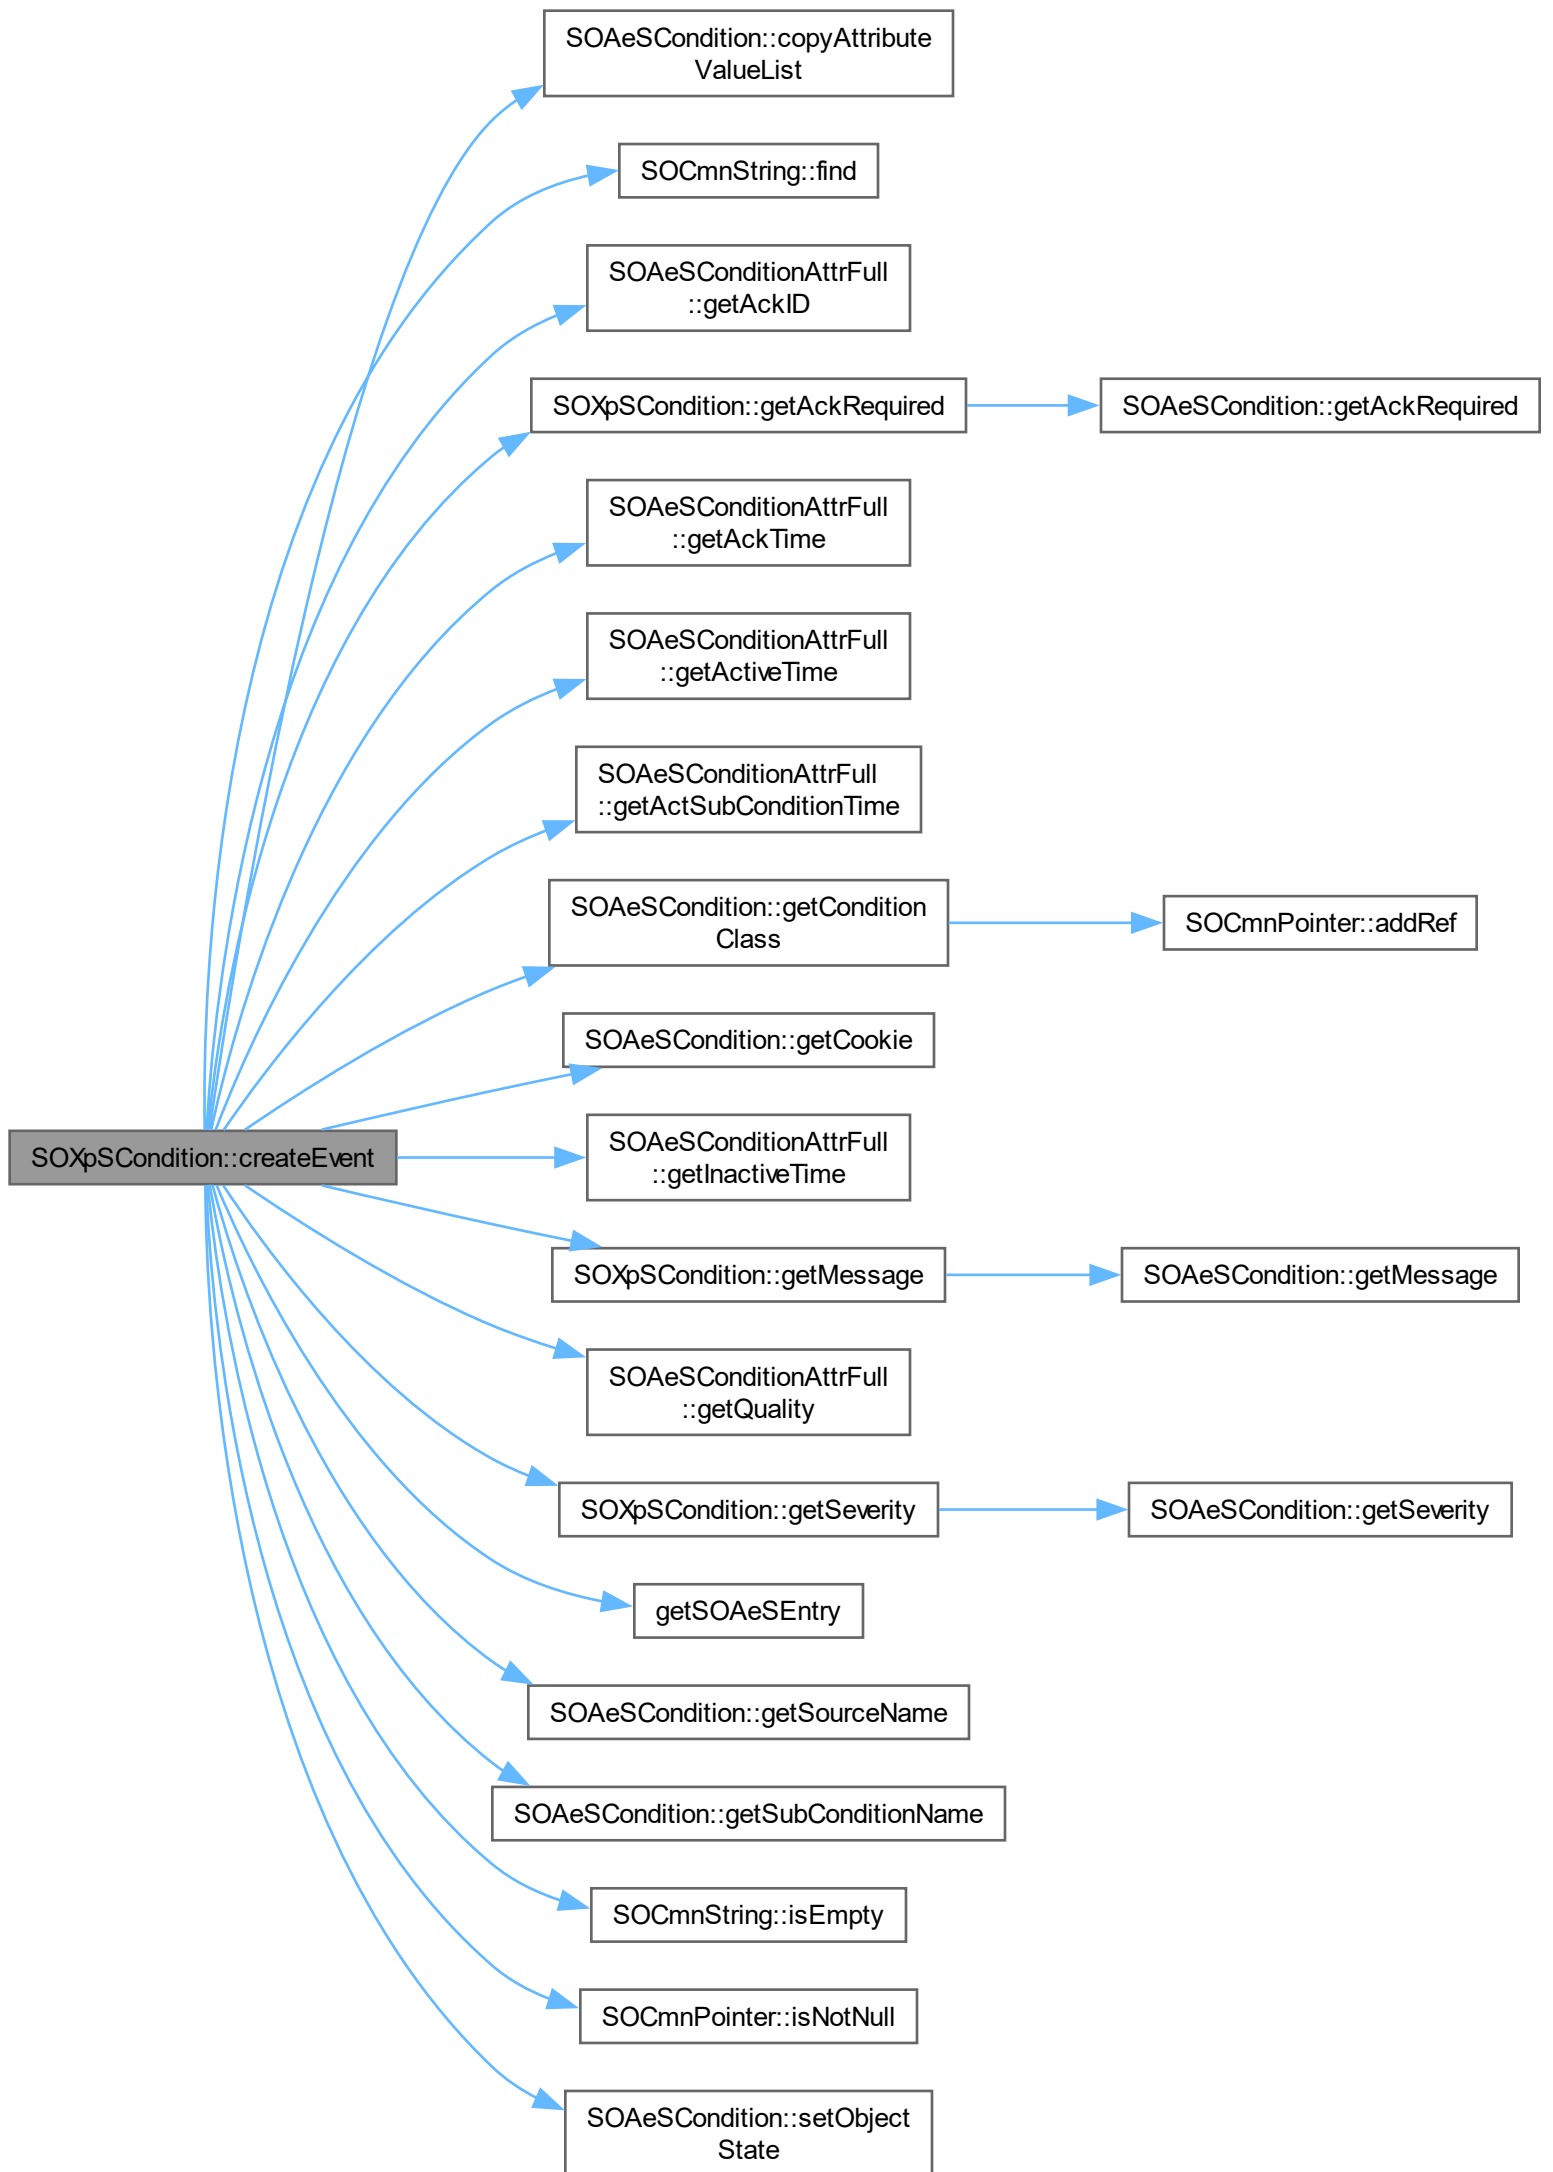 SOAeSCondition::copyAttribute
ValueList
SOCmnString::find
SOAeSConditionAttrFull
::getAckID
SOXpSCondition::getAckRequired
SOAeSCondition::getAckRequired
SOAeSConditionAttrFull
::getAckTime
SOAeSConditionAttrFull
::getActiveTime
SOAeSConditionAttrFull
::getActSubConditionTime
SOAeSCondition::getCondition
Class
SOCmnPointer::addRef
SOAeSCondition::getCookie
SOXpSCondition::createEvent
SOAeSConditionAttrFull
::getInactiveTime
SOXpSCondition::getMessage
SOAeSCondition::getMessage
SOAeSConditionAttrFull
::getQuality
SOXpSCondition::getSeverity
SOAeSCondition::getSeverity
getSOAeSEntry
SOAeSCondition::getSourceName
SOAeSCondition::getSubConditionName
SOCmnString::isEmpty
SOCmnPointer::isNotNull
SOAeSCondition::setObject
State